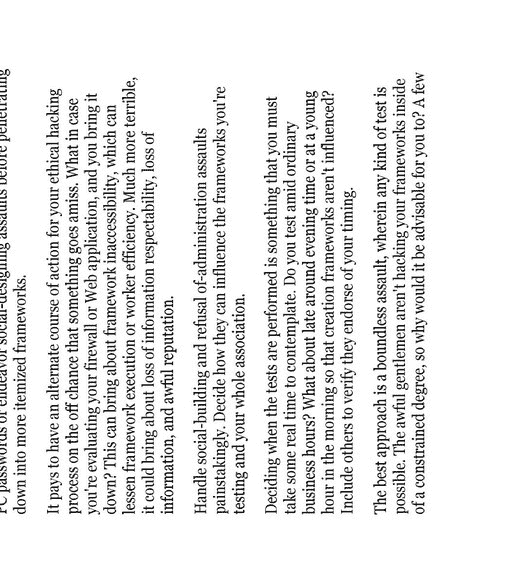 PC passwords or endeavor social-designing assaults before penetrating
down into more itemized frameworks.
It pays to have an alternate course of action for your ethical hacking
process on the off chance that something goes amiss. What in case
you're evaluating your firewall or Web application, and you bring it
down? This can bring about framework inaccessibility, which can
lessen framework execution or worker efficiency. Much more terrible,
it could bring about loss of information respectability, loss of
information, and awful reputation.
Handle social-building and refusal of-administration assaults
painstakingly. Decide how they can influence the frameworks you're
testing and your whole association.
Deciding when the tests are performed is something that you must
take some real time to contemplate. Do you test amid ordinary
business hours? What about late around evening time or at a young
hour in the morning so that creation frameworks aren't influenced?
Include others to verify they endorse of your timing.
The best approach is a boundless assault, wherein any kind of test is
possible. The awful gentlemen aren't hacking your frameworks inside
of a constrained degree, so why would it be advisable for you to? A few